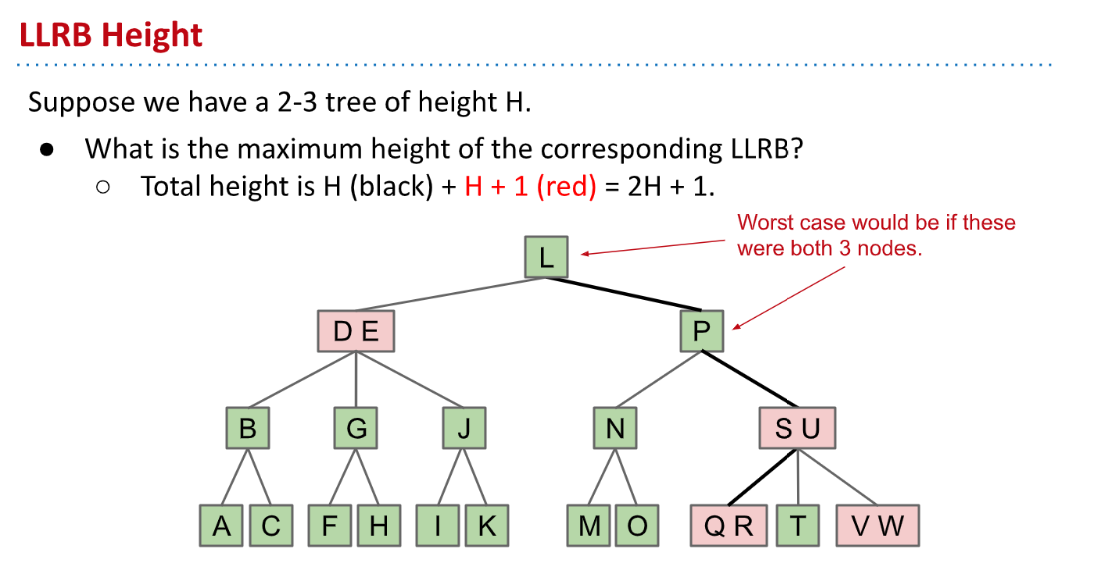 LLRB Height
Suppose we have a 2-3 tree of height H.
● What is the maximum height of the corresponding LLRB?
○ Total height is H (black) + H + 1 (red) = 2H + 1.
Worst case would be if these
were both 3 nodes.
L
D E
P
B
G
J
N
S U
A
C
F
H
I
K
M
O
Q R
T
V W